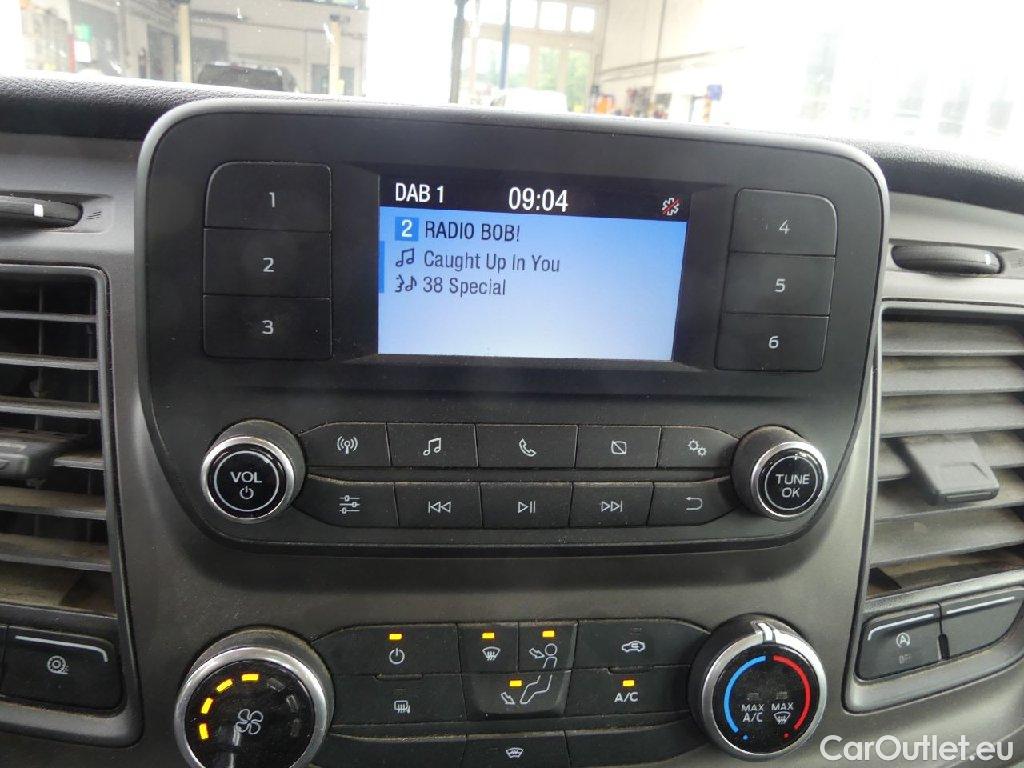 DAB 1 09:04
2 RADIO BOB!
Caught Up In You
38 Special
1
2
3
4
5
6
VOL
TUNE
OK
A/C
MAX
A/C
MAX
A
OFF
CarOutlet.eu